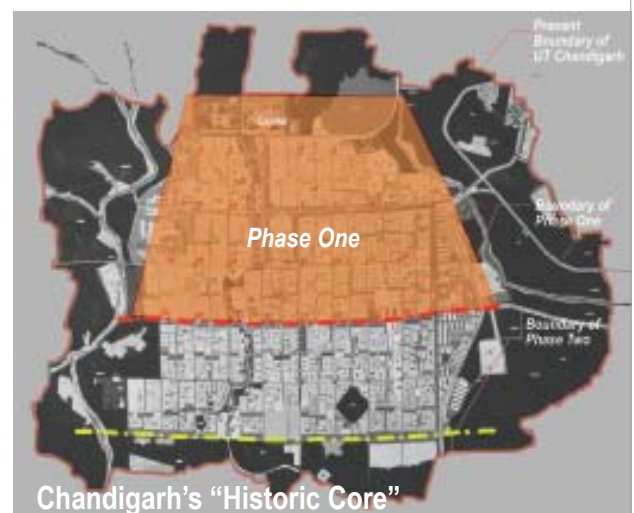 Present
Boundary of
UT Chandigarh
Phase One
Boundary of
Phase One
Boundary of
Phase Two
Chandigarh's “Historic Core”